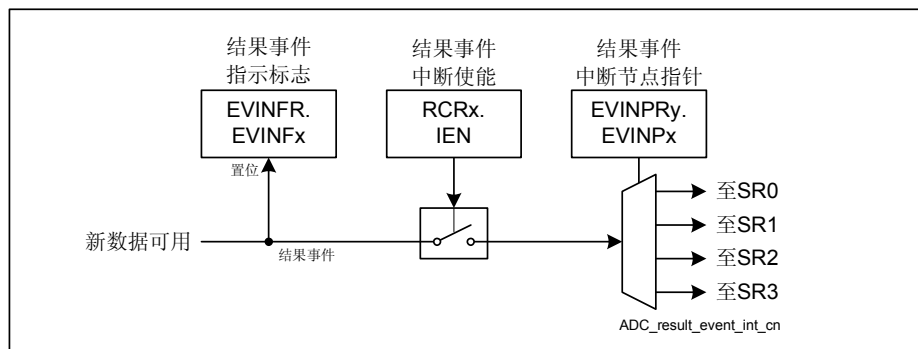 结果事件
指示标志
EVINFR.
EVINFx
结果事件
中断使能
RCRx.
IEN
结果事件
中断节点指针
EVINPRy.
EVINPx
置位
新数据可用
结果事件
至SR0
至SR1
至SR2
至SR3
ADC_result_event_int_cn